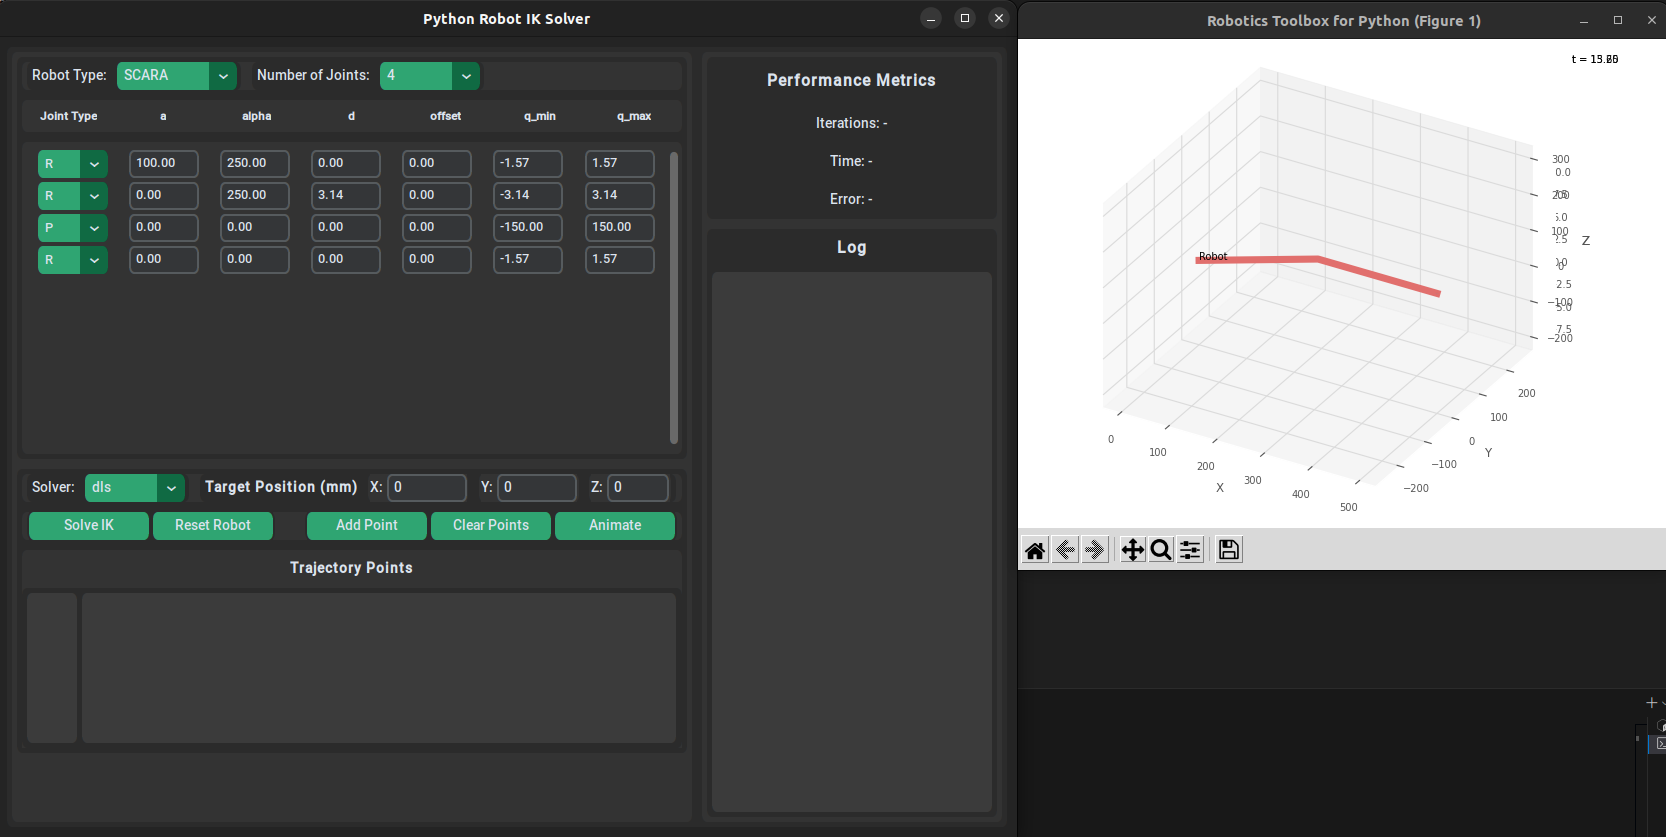 Python Robot IK Solver
Robot Type: SCARA Number of Joints: 4
Joint Type a alpha d offset q_min q_max
R 100.00 250.00 0.00 0.00 -1.57 1.57
R 0.00 250.00 3.14 0.00 -3.14 3.14
P 0.00 0.00 0.00 0.00 -150.00 150.00
R 0.00 0.00 0.00 0.00 -1.57 1.57
Solver: dls Target Position (mm) X: 0 Y: 0 Z: 0
Solve IK Reset Robot Add Point Clear Points Animate
Trajectory Points
Performance Metrics
Iterations: -
Time: -
Error: -
Log
Robotics Toolbox for Python (Figure 1)
Robot
300
0.0
200
5.0
100
2.5
Z
0
2.5
−100
5.0
7.5
−200
0
100
200
300
400
500
X
200
100
0
−100
−200
Y